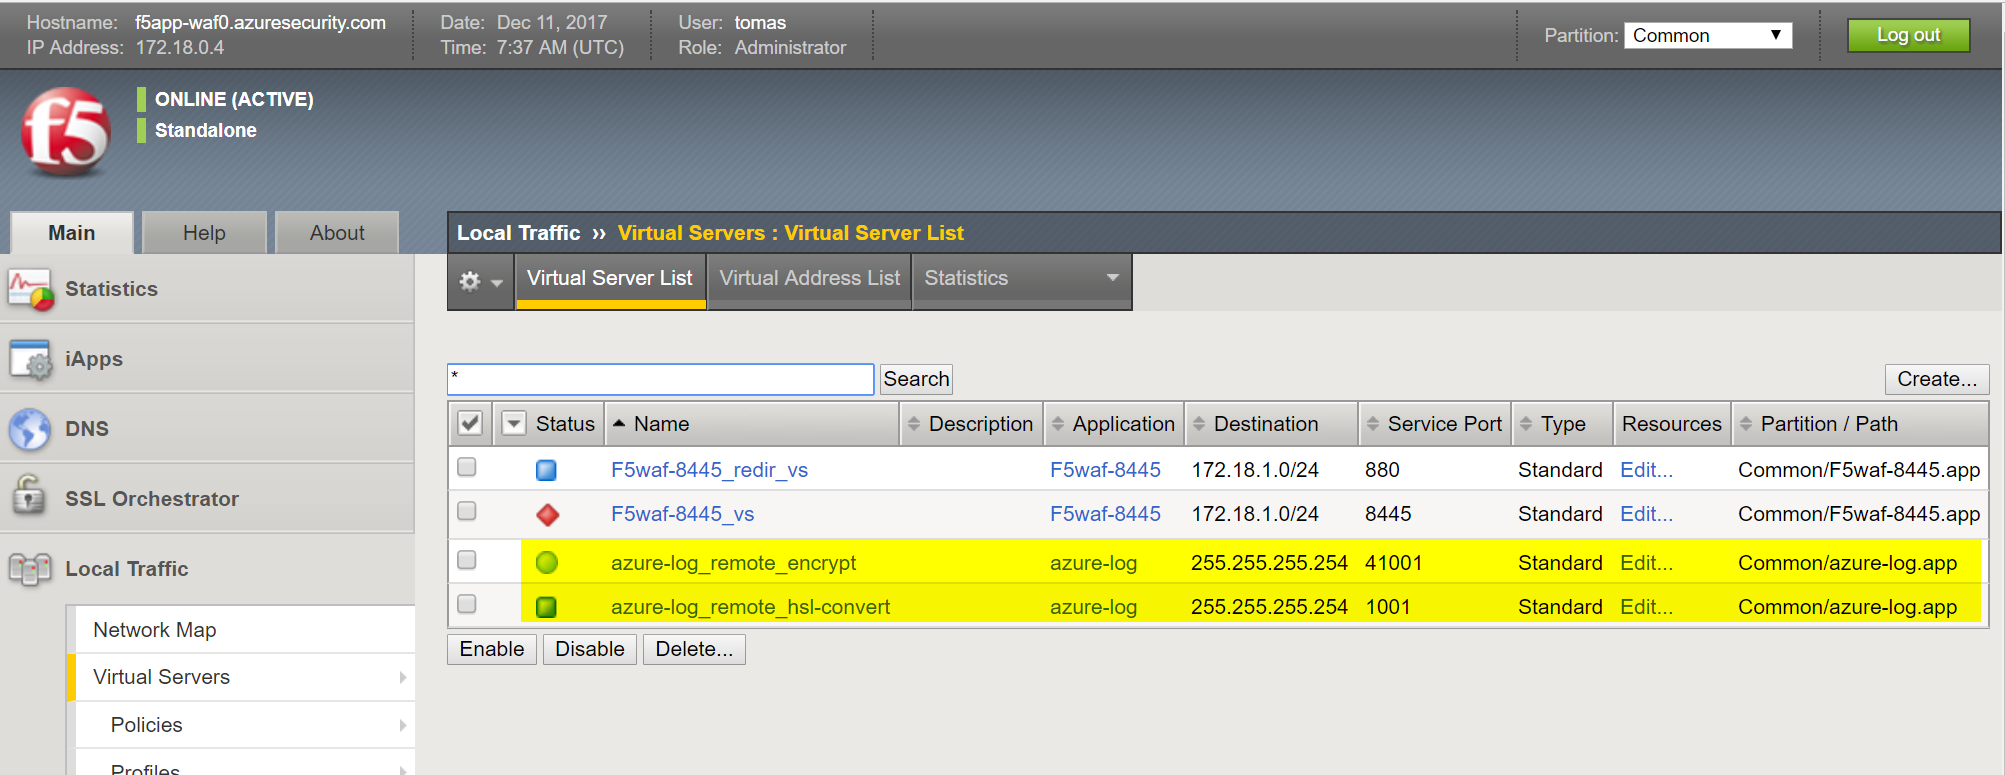 Hostname: f5app-waf0.azuresecurity.com Date: Dec 11, 2017 User: tomas
IP Address: 172.18.0.4 Time: 7:37 AM (UTC) Role: Administrator
Partition: Common Log out
f5
ONLINE (ACTIVE)
Standalone
Main Help About
Local Traffic ›› Virtual Servers : Virtual Server List
Virtual Server List Virtual Address List Statistics
Statistics
iApps
DNS
SSL Orchestrator
Local Traffic
Network Map
Virtual Servers
Policies
Profiles
* Search Create...
Status Name Description Application Destination Service Port Type Resources Partition / Path
F5waf-8445_redir_vs F5waf-8445 172.18.1.0/24 880 Standard Edit... Common/F5waf-8445.app
F5waf-8445_vs F5waf-8445 172.18.1.0/24 8445 Standard Edit... Common/F5waf-8445.app
azure-log_remote_encrypt azure-log 255.255.255.254 41001 Standard Edit... Common/azure-log.app
azure-log_remote_hsl-convert azure-log 255.255.255.254 1001 Standard Edit... Common/azure-log.app
Enable Disable Delete...